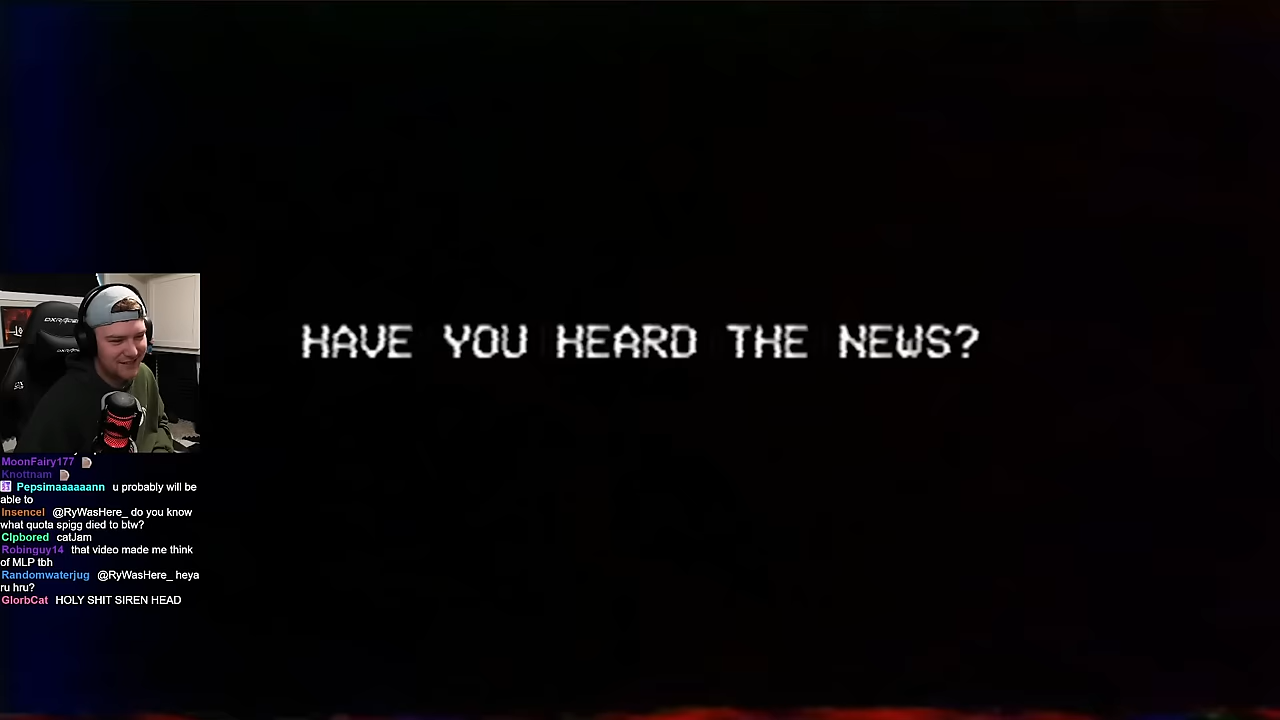 HAVE YOU HEARD THE NEWS?
DXRACER
MoonFairy177
Knottnam
Pepsimaaaaaann u probably will be
able to
Insencel @RyWasHere_ do you know
what quota spigg died to btw?
Clpbored catJam
Robinguy14 that video made me think
of MLP tbh
Randomwaterjug @RyWasHere_ heya
ru hru?
GlorbCat HOLY SHIT SIREN HEAD